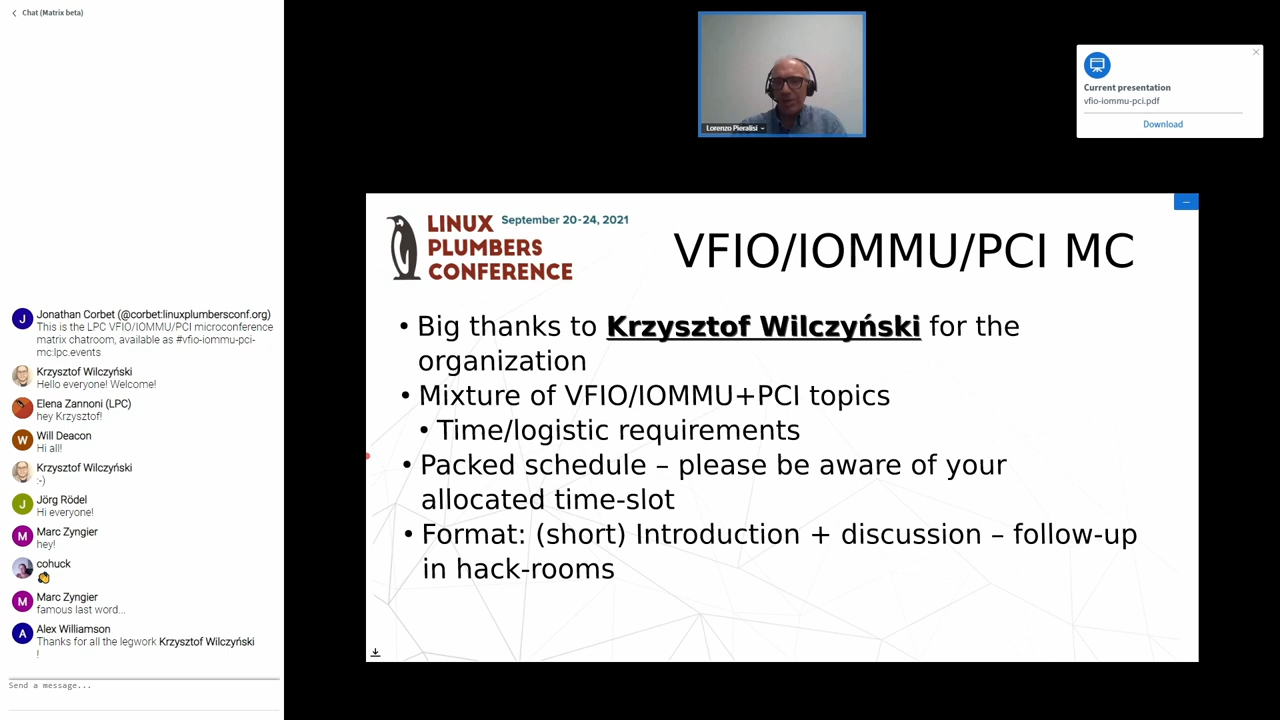 Chat (Matrix beta)
Jonathan Corbet (@corbet:linuxplumbersconf.org)
This is the LPC VFIO/IOMMU/PCI microconference
matrix chatroom, available as #vfio-iommu-pci-
mc:lpc.events
Krzysztof Wilczyński
Hello everyone! Welcome!
Elena Zannoni (LPC)
hey Krzysztof!
Will Deacon
Hi all!
Krzysztof Wilczyński
:-)
Jörg Rödel
Hi everyone!
Marc Zyngier
hey!
cohuck
Marc Zyngier
famous last word...
Alex Williamson
Thanks for all the legwork Krzysztof Wilczyński
!
Send a message...
Lorenzo Pieralisi
Current presentation
vfio-iommu-pci.pdf
Download
LINUX September 20-24, 2021
PLUMBERS
CONFERENCE
VFIO/IOMMU/PCI MC
• Big thanks to Krzysztof Wilczyński for the
organization
• Mixture of VFIO/IOMMU+PCI topics
• Time/logistic requirements
• Packed schedule – please be aware of your
allocated time-slot
• Format: (short) Introduction + discussion – follow-up
in hack-rooms
J
W
J
M
M
A